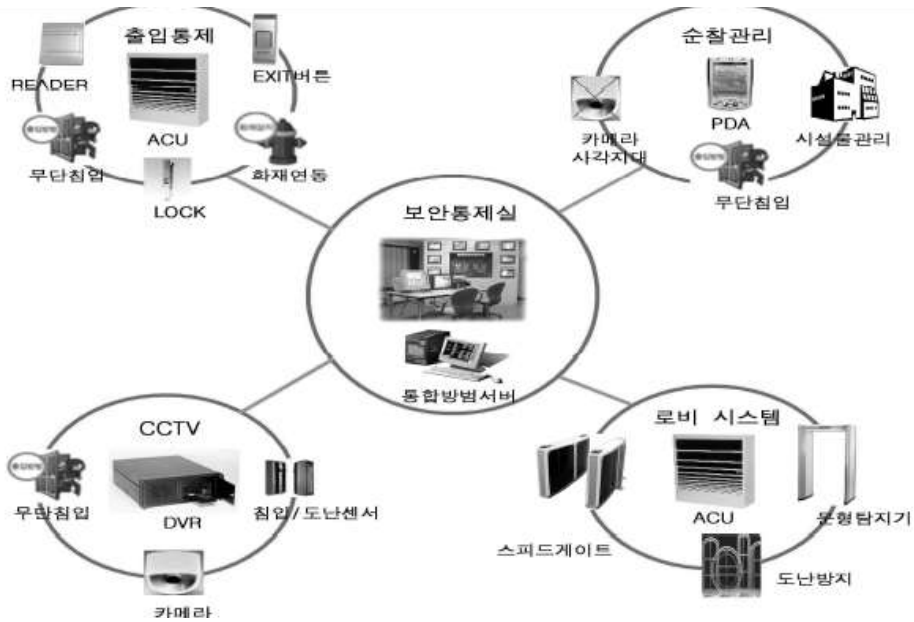 출입통제
READER
EXIT버튼
ACU
무단침입
화재연동
LOCK
순찰관리
PDA
카메라
사각지대
시설물관리
무단침입
보안통제실
통합방범서버
CCTV
무단침입
DVR
침입/도난센서
카메라
로비 시스템
ACU
문형탐지기
스피드게이트
도난방지